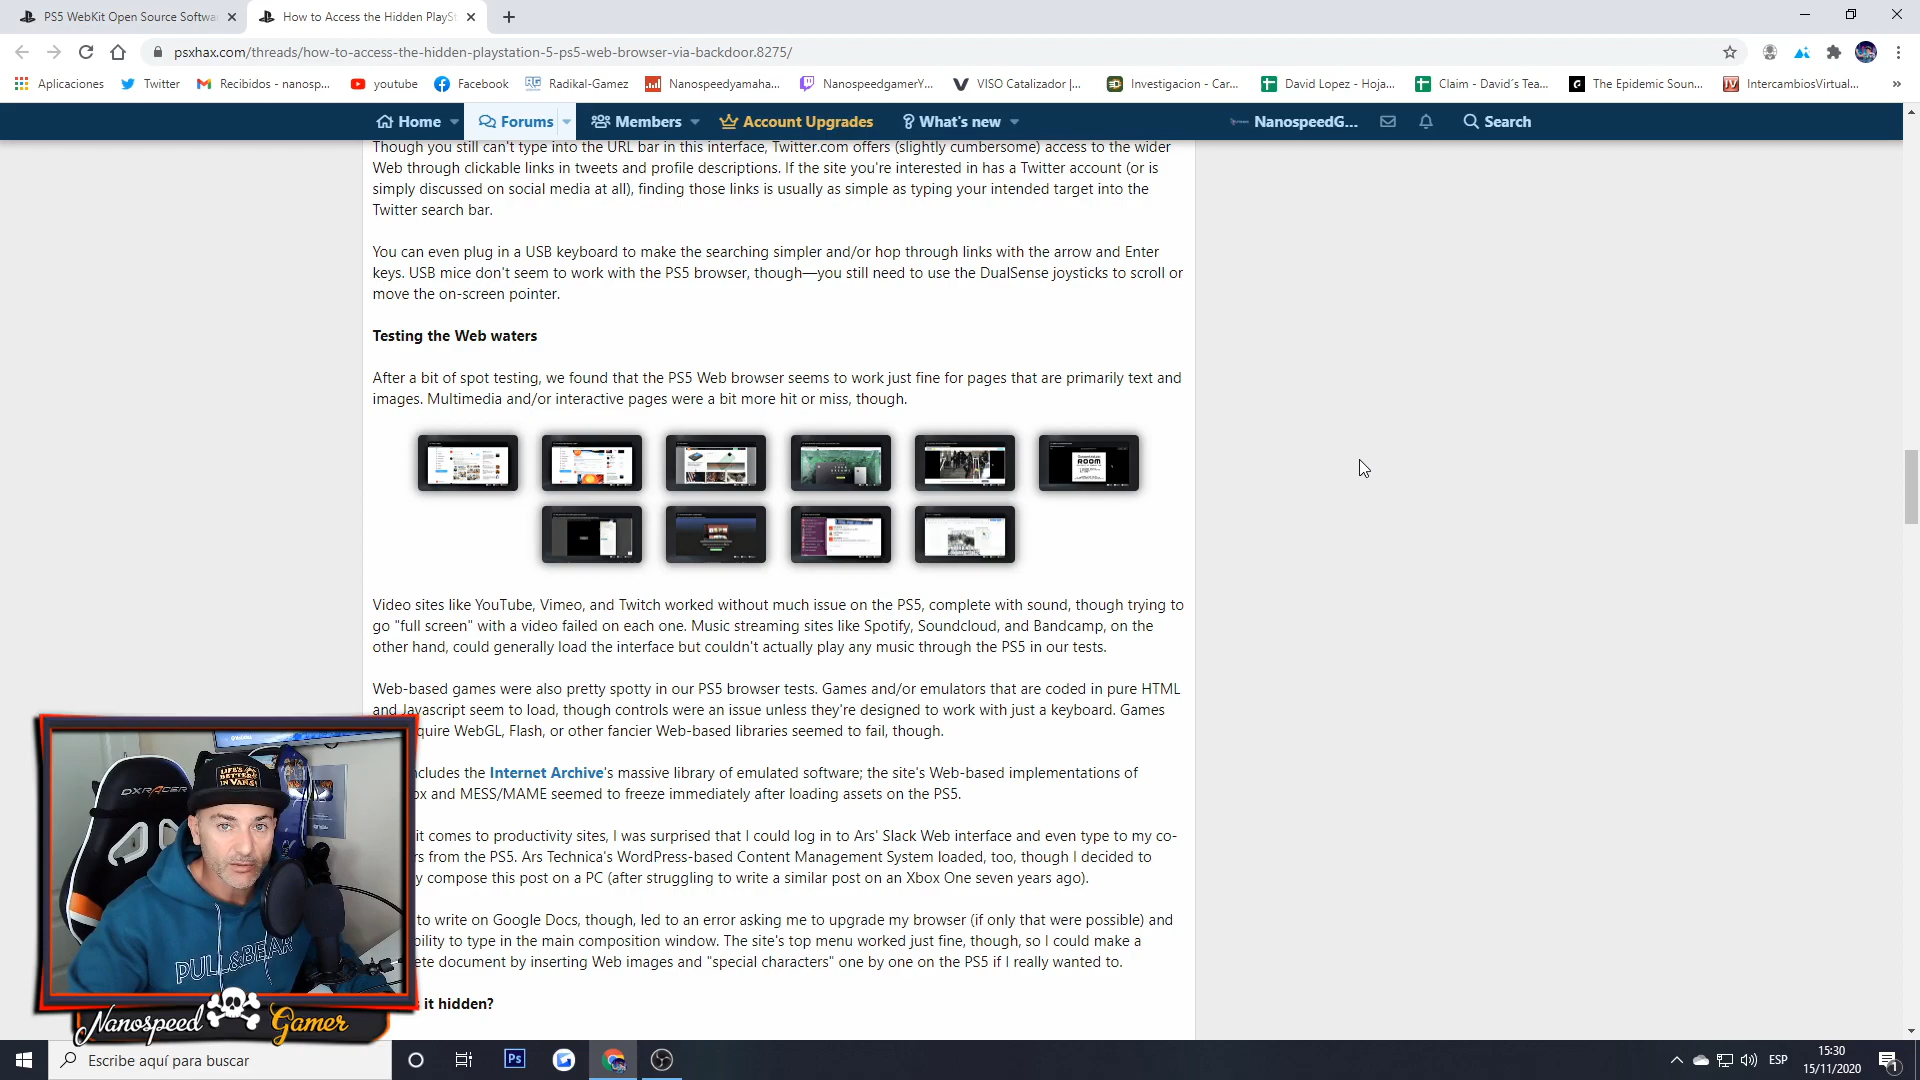 PS5 WebKit Open Source Softwa
How to Access the Hidden PlaySt
psxhax.com/threads/how-to-access-the-hidden-playstation-5-ps5-web-browser-via-backdoor.8275/
Aplicaciones Twitter Recibidos - nanosp... youtube Facebook Radikal-Gamez Nanospeedyamaha... NanospeedgamerY... VISO Catalizador |... Investigacion - Car... David Lopez - Hoja... Claim - David´s Tea... The Epidemic Soun... IntercambiosVirtual... »
Home Forums Members Account Upgrades What's new NanospeedG... Search
Though you still can't type into the URL bar in this interface, Twitter.com offers (slightly cumbersome) access to the wider
Web through clickable links in tweets and profile descriptions. If the site you're interested in has a Twitter account (or is
simply discussed on social media at all), finding those links is usually as simple as typing your intended target into the
Twitter search bar.
You can even plug in a USB keyboard to make the searching simpler and/or hop through links with the arrow and Enter
keys. USB mice don't seem to work with the PS5 browser, though—you still need to use the DualSense joysticks to scroll or
move the on-screen pointer.
Testing the Web waters
After a bit of spot testing, we found that the PS5 Web browser seems to work just fine for pages that are primarily text and
images. Multimedia and/or interactive pages were a bit more hit or miss, though.
ROOM
Video sites like YouTube, Vimeo, and Twitch worked without much issue on the PS5, complete with sound, though trying to
go "full screen" with a video failed on each one. Music streaming sites like Spotify, Soundcloud, and Bandcamp, on the
other hand, could generally load the interface but couldn't actually play any music through the PS5 in our tests.
Web-based games were also pretty spotty in our PS5 browser tests. Games and/or emulators that are coded in pure HTML
and Javascript seem to load, though controls were an issue unless they're designed to work with just a keyboard. Games
quire WebGL, Flash, or other fancier Web-based libraries seemed to fail, though.
ncludes the Internet Archive's massive library of emulated software; the site's Web-based implementations of
ox and MESS/MAME seemed to freeze immediately after loading assets on the PS5.
it comes to productivity sites, I was surprised that I could log in to Ars' Slack Web interface and even type to my co-
rs from the PS5. Ars Technica's WordPress-based Content Management System loaded, too, though I decided to
y compose this post on a PC (after struggling to write a similar post on an Xbox One seven years ago).
to write on Google Docs, though, led to an error asking me to upgrade my browser (if only that were possible) and
bility to type in the main composition window. The site's top menu worked just fine, though, so I could make a
ete document by inserting Web images and "special characters" one by one on the PS5 if I really wanted to.
it hidden?
DXRACER
LIFE'S BETTER IN VANS
PULL&BEAR
Nanospeed Gamer
Escribe aquí para buscar
Ps
ESP
15:30
15/11/2020
1